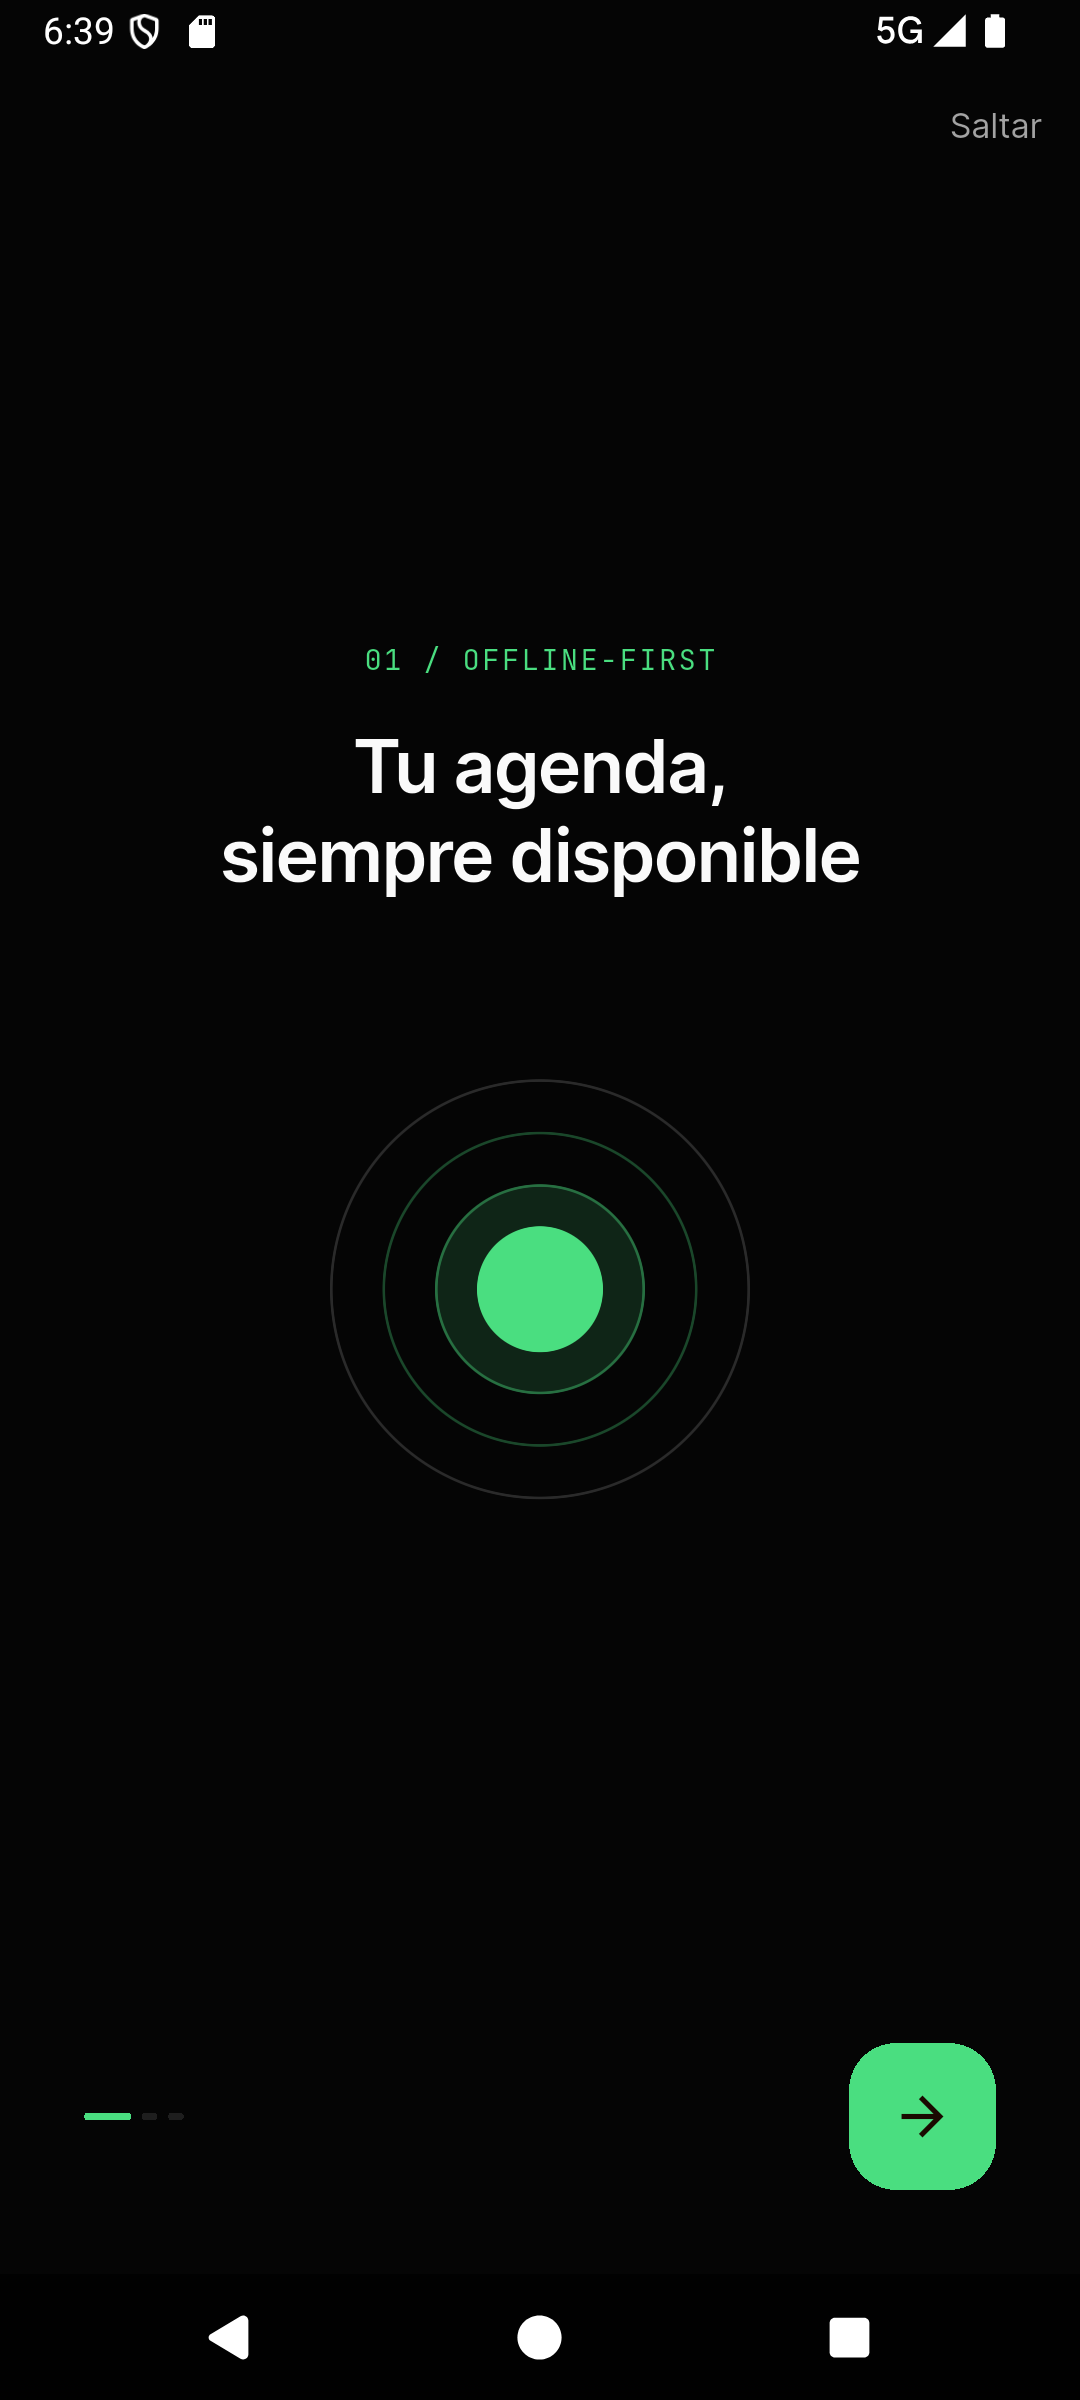 6:39 5G
Saltar
01 / OFFLINE-FIRST
Tu agenda,
siempre disponible